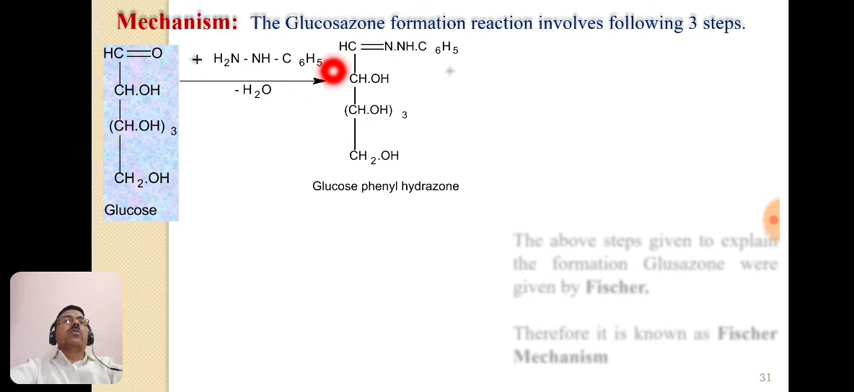 Mechanism: The Glucosazone formation reaction involves following 3 steps.
HC=O + H2N - NH - C 6H5 HC=N.NH.C 6H5
- H2O
+
CH.OH CH.OH
(CH.OH) 3 (CH.OH) 3
CH2.OH CH2.OH
Glucose Glucose phenyl hydrazone
The above steps given to explain
the formation Glusazone were
given by Fischer.
Therefore it is known as Fischer
Mechanism
31